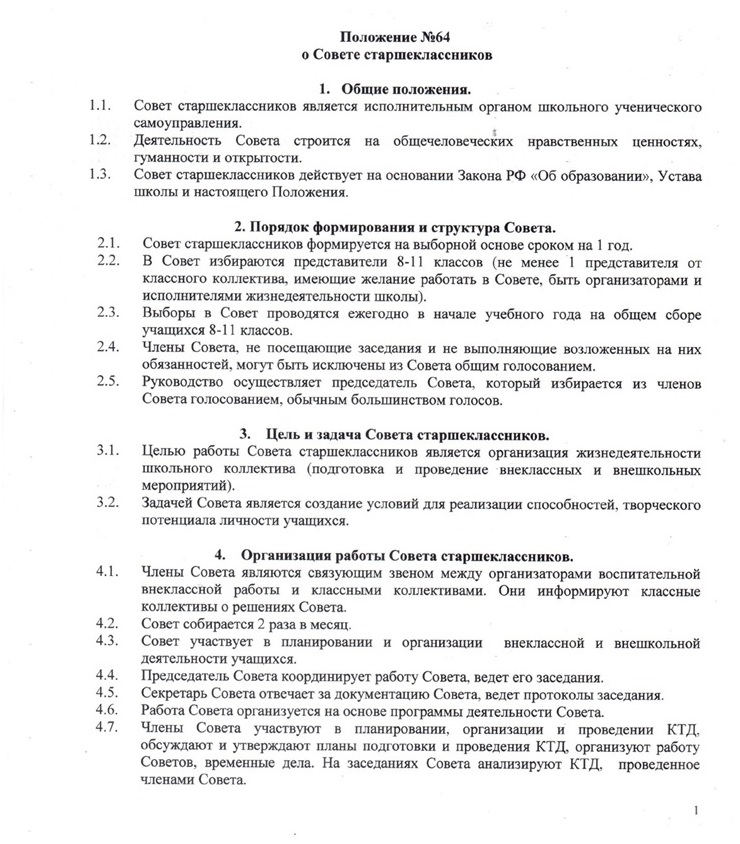 Положение №64
о Совете старшеклассников
1. Общие положения.
1.1. Совет старшеклассников является исполнительным органом школьного ученического
самоуправления.
1.2. Деятельность Совета строится на общечеловеческих нравственных ценностях,
гуманности и открытости.
1.3. Совет старшеклассников действует на основании Закона РФ «Об образовании», Устава
школы и настоящего Положения.
2. Порядок формирования и структура Совета.
2.1. Совет старшеклассников формируется на выборной основе сроком на 1 год.
2.2. В Совет избираются представители 8-11 классов (не менее 1 представителя от
классного коллектива, имеющие желание работать в Совете, быть организаторами и
исполнителями жизнедеятельности школы).
2.3. Выборы в Совет проводятся ежегодно в начале учебного года на общем сборе
учащихся 8-11 классов.
2.4. Члены Совета, не посещающие заседания и не выполняющие возложенных на них
обязанностей, могут быть исключены из Совета общим голосованием.
2.5. Руководство осуществляет председатель Совета, который избирается из членов
Совета голосованием, обычным большинством голосов.
3. Цель и задача Совета старшеклассников.
3.1. Целью работы Совета старшеклассников является организация жизнедеятельности
школьного коллектива (подготовка и проведение внеклассных и внешкольных
мероприятий).
3.2. Задачей Совета является создание условий для реализации способностей, творческого
потенциала личности учащихся.
4. Организация работы Совета старшеклассников.
4.1. Члены Совета являются связующим звеном между организаторами воспитательной
внеклассной работы и классными коллективами. Они информируют классные
коллективы о решениях Совета.
4.2. Совет собирается 2 раза в месяц.
4.3. Совет участвует в планировании и организации внеклассной и внешкольной
деятельности учащихся.
4.4. Председатель Совета координирует работу Совета, ведет его заседания.
4.5. Секретарь Совета отвечает за документацию Совета, ведет протоколы заседания.
4.6. Работа Совета организуется на основе программы деятельности Совета.
4.7. Члены Совета участвуют в планировании, организации и проведении КТД,
обсуждают и утверждают планы подготовки и проведения КТД, организуют работу
Советов, временные дела. На заседаниях Совета анализируют КТД, проведенное
членами Совета.
1